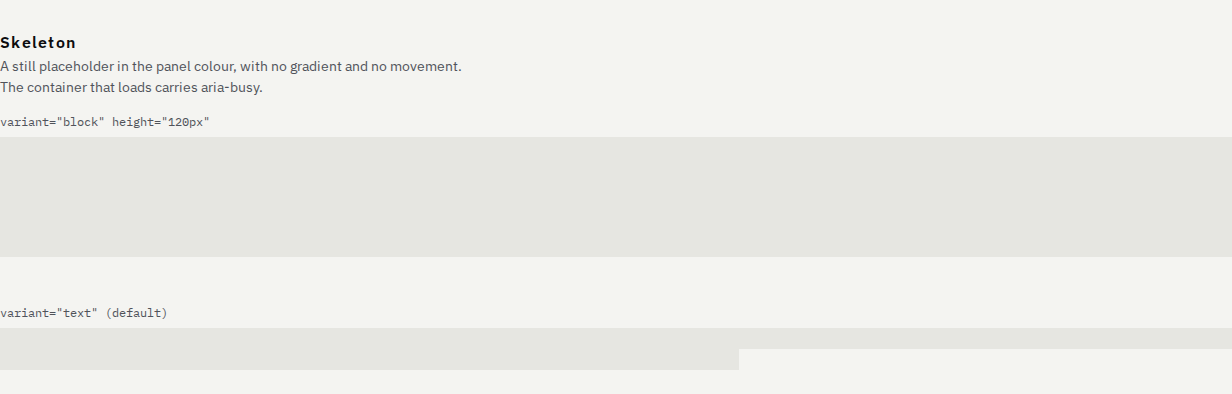 Skeleton
A still placeholder in the panel colour, with no gradient and no movement.
The container that loads carries aria-busy.
variant="block" height="120px"
variant="text" (default)